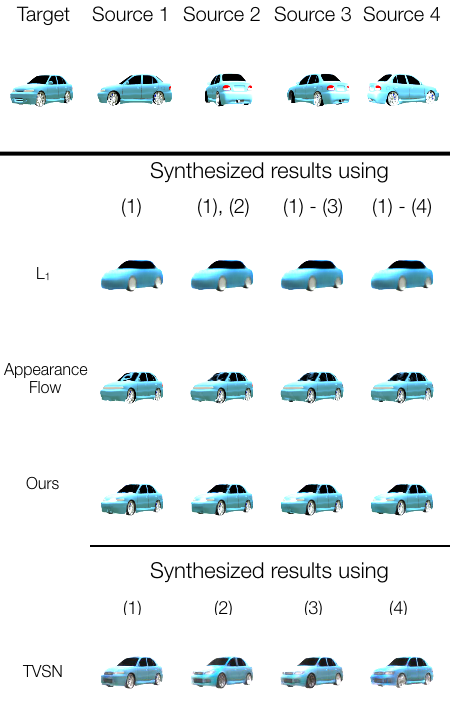 Target Source 1 Source 2 Source 3 Source 4
Synthesized results using
(1) (1), (2) (1) - (3) (1) - (4)
L₁
Appearance
Flow
Ours
Synthesized results using
(1) (2) (3) (4)
TVSN